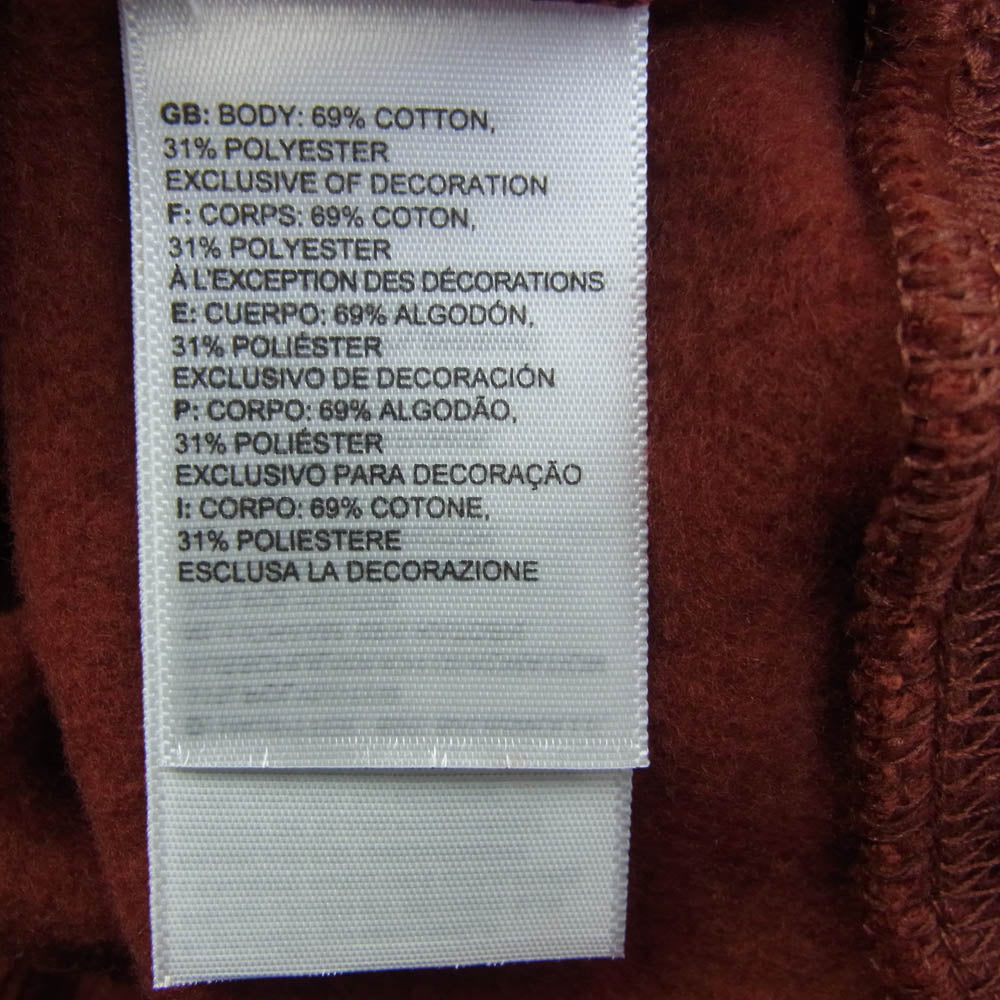 GB: BODY: 69% COTTON,
31% POLYESTER
EXCLUSIVE OF DECORATION
F: CORPS: 69% COTON,
31% POLYESTER
À L'EXCEPTION DES DÉCORATIONS
E: CUERPO: 69% ALGODÓN,
31% POLIÉSTER
EXCLUSIVO DE DECORACIÓN
P: CORPO: 69% ALGODÃO,
31% POLIÉSTER
EXCLUSIVO PARA DECORAÇÃO
I: CORPO: 69% COTONE,
31% POLIESTERE
ESCLUSA LA DECORAZIONE